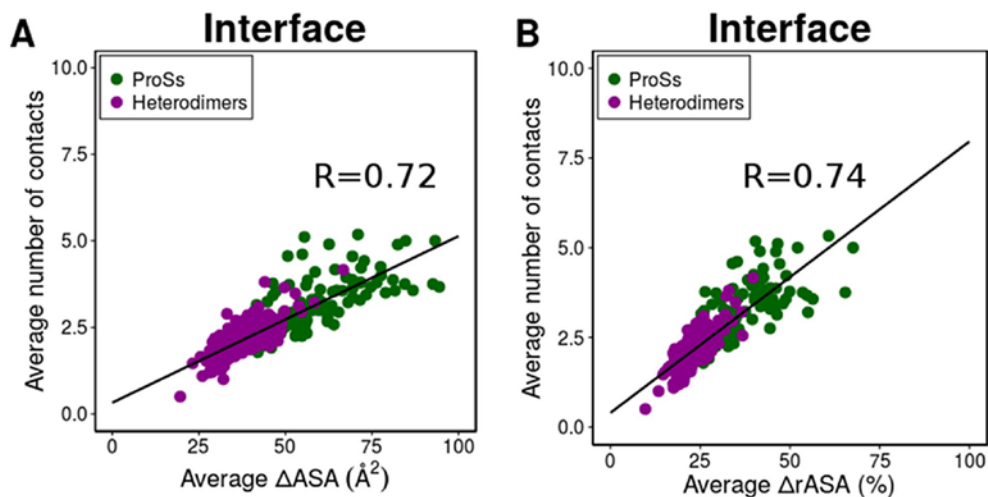 A
Interface
ProSs
Heterodimers
R=0.72
Average number of contacts
10.0
7.5
5.0
2.5
0.0
0
25
50
75
100
Average ΔASA (Å²)
B
Interface
ProSs
Heterodimers
R=0.74
Average number of contacts
10.0
7.5
5.0
2.5
0.0
0
25
50
75
100
Average ΔrASA (%)